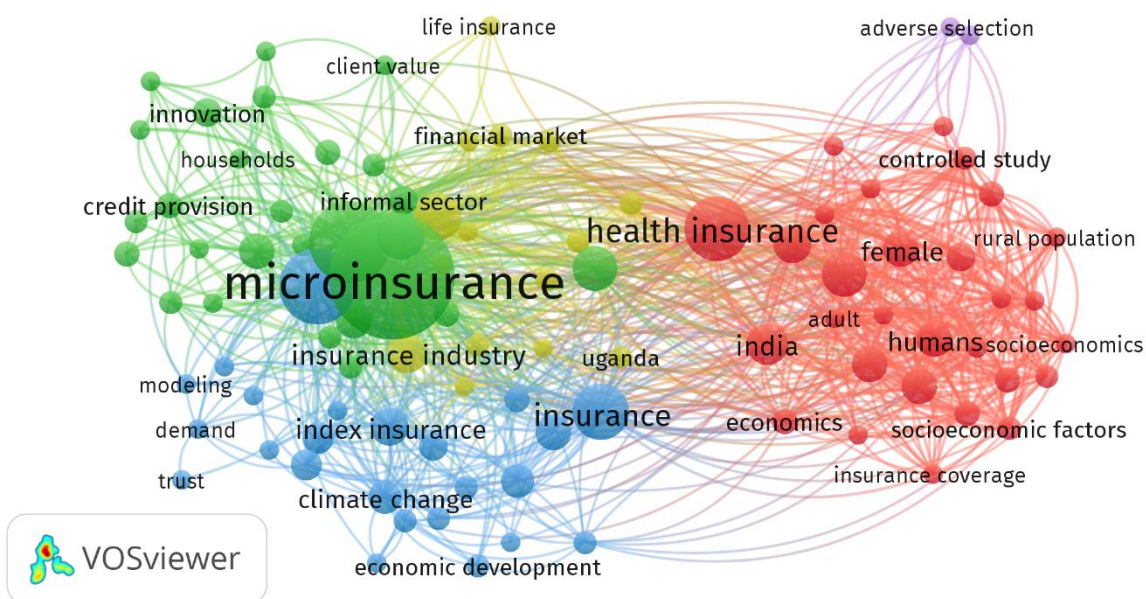 life insurance
adverse selection
client value
innovation
financial market
households
controlled study
credit provision
informal sector
health insurance
female
rural population
microinsurance
adult
insurance industry
uganda
india
humans
socioeconomics
modeling
insurance
demand
index insurance
economics
socioeconomic factors
trust
climate change
insurance coverage
economic development
VOSviewer